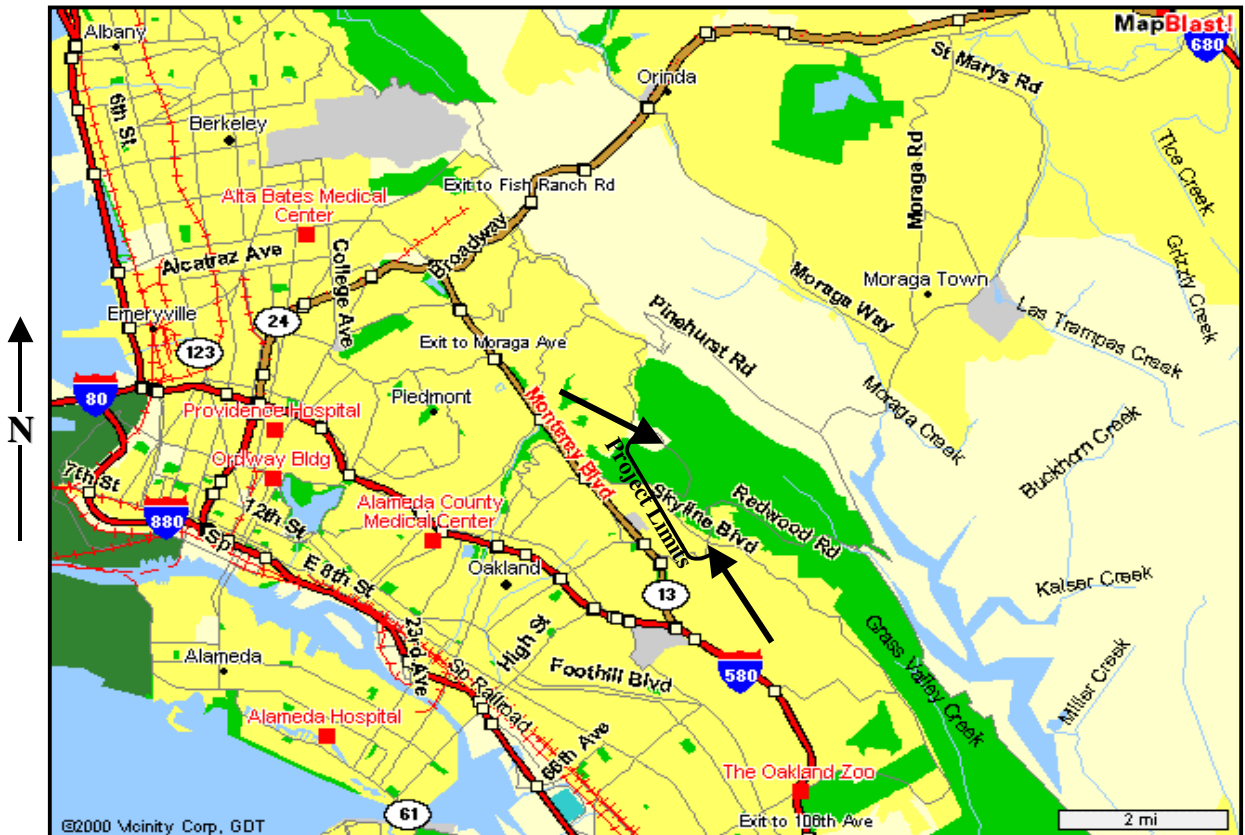 MapBlast!
Albany
680
St Marys Rd
Orinda
6th St
Berkeley
Moraga Rd
Tice Creek
Exit to Fish Ranch Rd
Alta Bates Medical
Center
Broadway
Alcatraz Ave
College Ave
Grizzly Creek
Moraga Way
Moraga Town
Pinehurst Rd
Las Trampas Creek
Emeryville
24
123
Exit to Moraga Ave
80
Piedmont
Providence Hospital
N
Monterey Blvd
Moraga Creek
Buckhorn Creek
Project Limits
Ordway Bldg
7th St
Skyline Blvd
Redwood Rd
880
12th St
Alameda County
Medical Center
Sp
E 8th St
Oakland
Kaiser Creek
13
23rd Ave
High St
Grass Valley Creek
Alameda
Foothill Blvd
580
Sp Railroad
Miller Creek
Alameda Hospital
66th Ave
The Oakland Zoo
61
Exit to 106th Ave
2 mi
©2000 Vicinity Corp, GDT